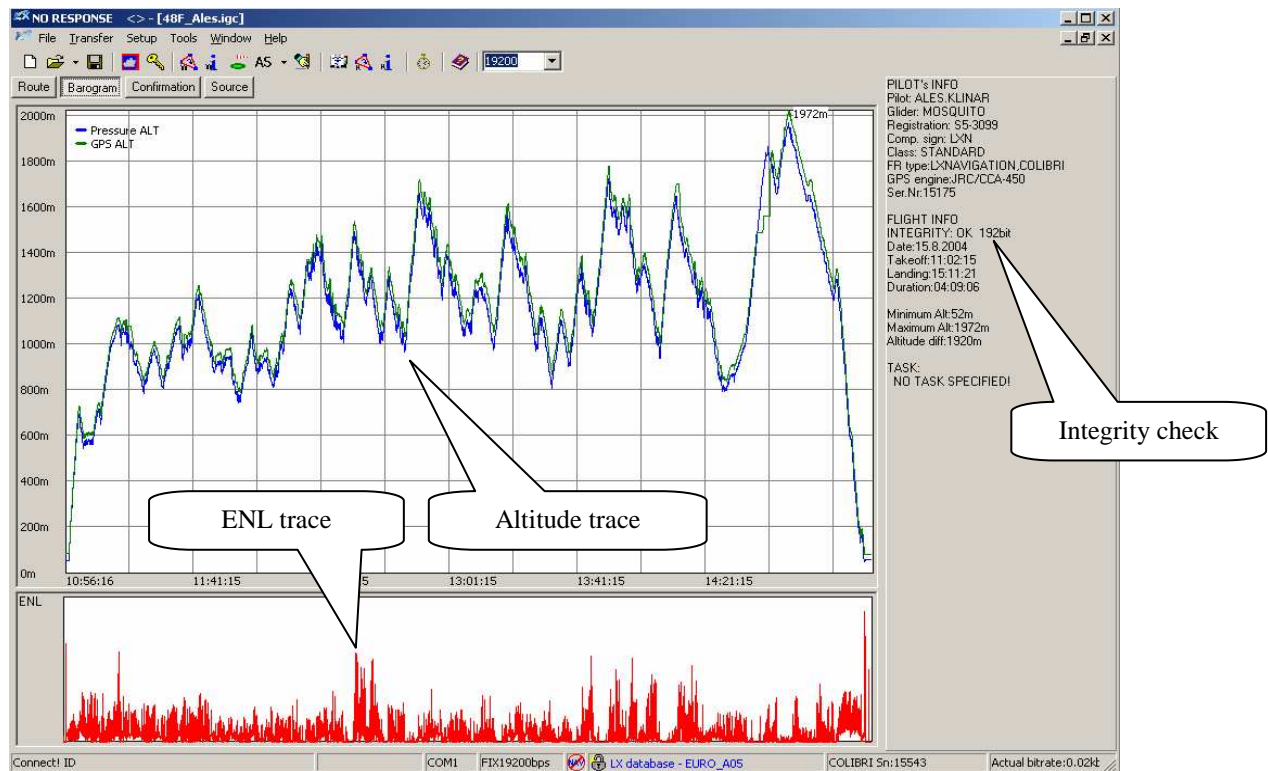 NO RESPONSE <> - [48F_Ales.igc]
File Transfer Setup Tools Window Help
AS 19200
Route Barogram Confirmation Source
2000m
1800m
1600m
1400m
1200m
1000m
800m
600m
400m
200m
0m
Pressure ALT
GPS ALT
1972m
10:56:16 11:41:15 5 13:01:15 13:41:15 14:21:15
ENL
PILOT's INFO
Pilot: ALES.KLINAR
Glider: MOSQUITO
Registration: S5-3099
Comp. sign: LXN
Class: STANDARD
FR type:LXNAVIGATION,COLIBRI
GPS engine:JRC/CCA-450
Ser.Nr:15175
FLIGHT INFO
INTEGRITY: OK 192bit
Date:15.8.2004
Takeoff:11:02:15
Landing:15:11:21
Duration:04:09:06
Minimum Alt:52m
Maximum Alt:1972m
Altitude diff:1920m
TASK:
NO TASK SPECIFIED!
Integrity check
ENL trace
Altitude trace
Connect! ID COM1 FIX19200bps NAV LX database - EURO_A05 COLIBRI Sn:15543 Actual bitrate:0.02kb